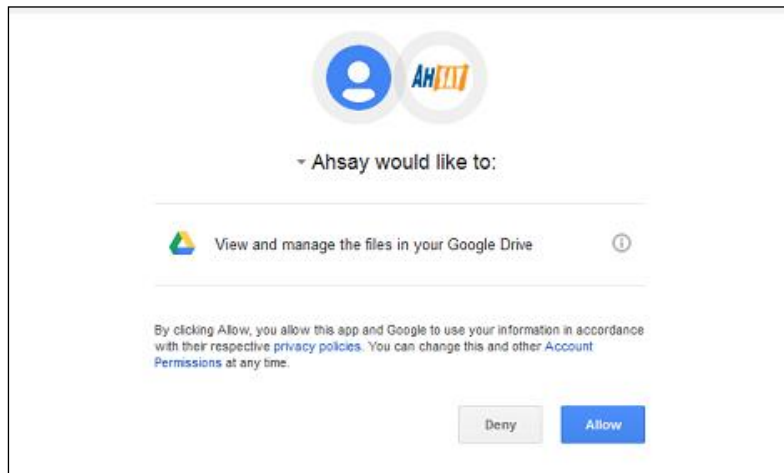 AHSAY
Ahsay would like to:
View and manage the files in your Google Drive
By clicking Allow, you allow this app and Google to use your information in accordance
with their respective privacy policies. You can change this and other Account
Permissions at any time.
Deny Allow